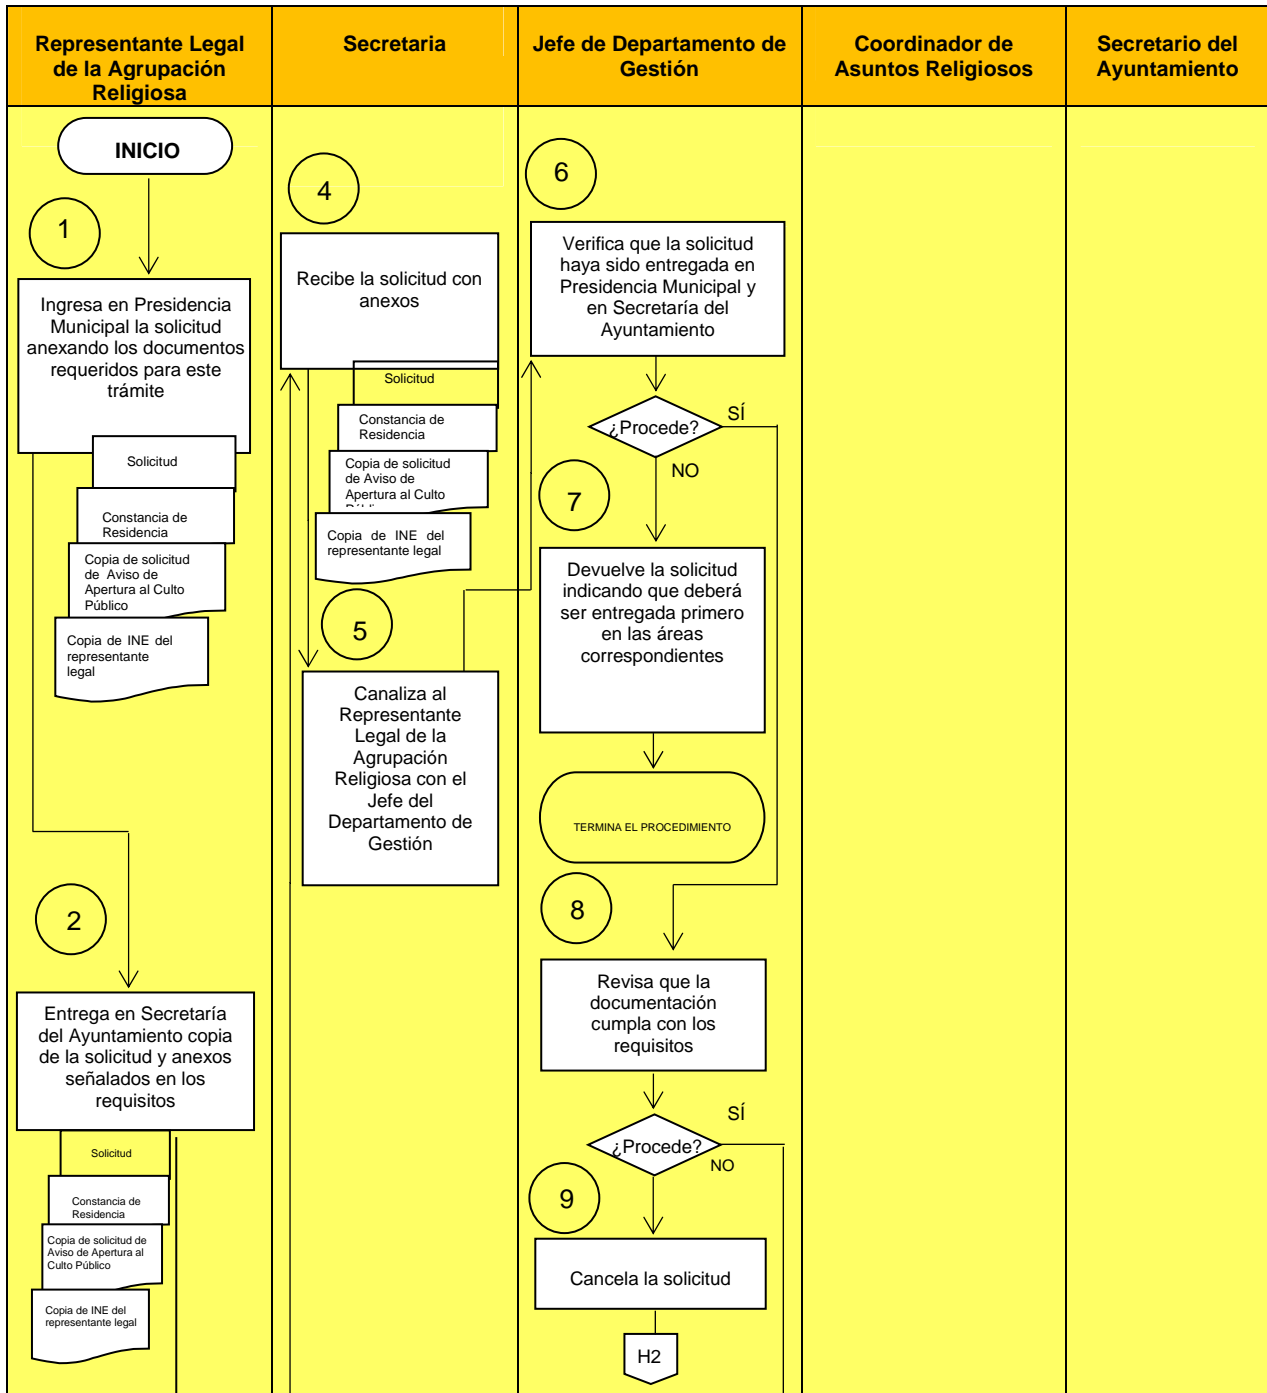 Representante Legal
de la Agrupación
Religiosa
Secretaria
Jefe de Departamento de
Gestión
Coordinador de
Asuntos Religiosos
Secretario del
Ayuntamiento
INICIO
1
Ingresa en Presidencia
Municipal la solicitud
anexando los documentos
requeridos para este
trámite
Solicitud
Constancia de
Residencia
Copia de solicitud
de Aviso de
Apertura al Culto
Público
Copia de INE del
representante
legal
2
Entrega en Secretaría
del Ayuntamiento copia
de la solicitud y anexos
señalados en los
requisitos
Solicitud
Constancia de
Residencia
Copia de solicitud de
Aviso de Apertura al
Culto Público
Copia de INE del
representante legal
4
Recibe la solicitud con
anexos
Solicitud
Constancia de
Residencia
Copia de solicitud
de Aviso de
Apertura al Culto
Copia de INE del
representante legal
5
Canaliza al
Representante
Legal de la
Agrupación
Religiosa con el
Jefe del
Departamento de
Gestión
6
Verifica que la solicitud
haya sido entregada en
Presidencia Municipal y
en Secretaría del
Ayuntamiento
¿Procede?
SÍ
NO
7
Devuelve la solicitud
indicando que deberá
ser entregada primero
en las áreas
correspondientes
TERMINA EL PROCEDIMIENTO
8
Revisa que la
documentación
cumpla con los
requisitos
¿Procede?
SÍ
NO
9
Cancela la solicitud
H2